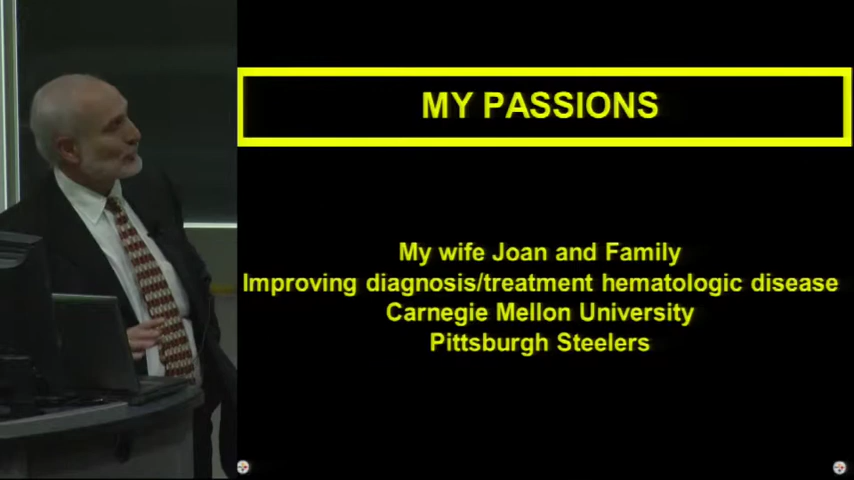 MY PASSIONS
My wife Joan and Family
Improving diagnosis/treatment hematologic disease
Carnegie Mellon University
Pittsburgh Steelers